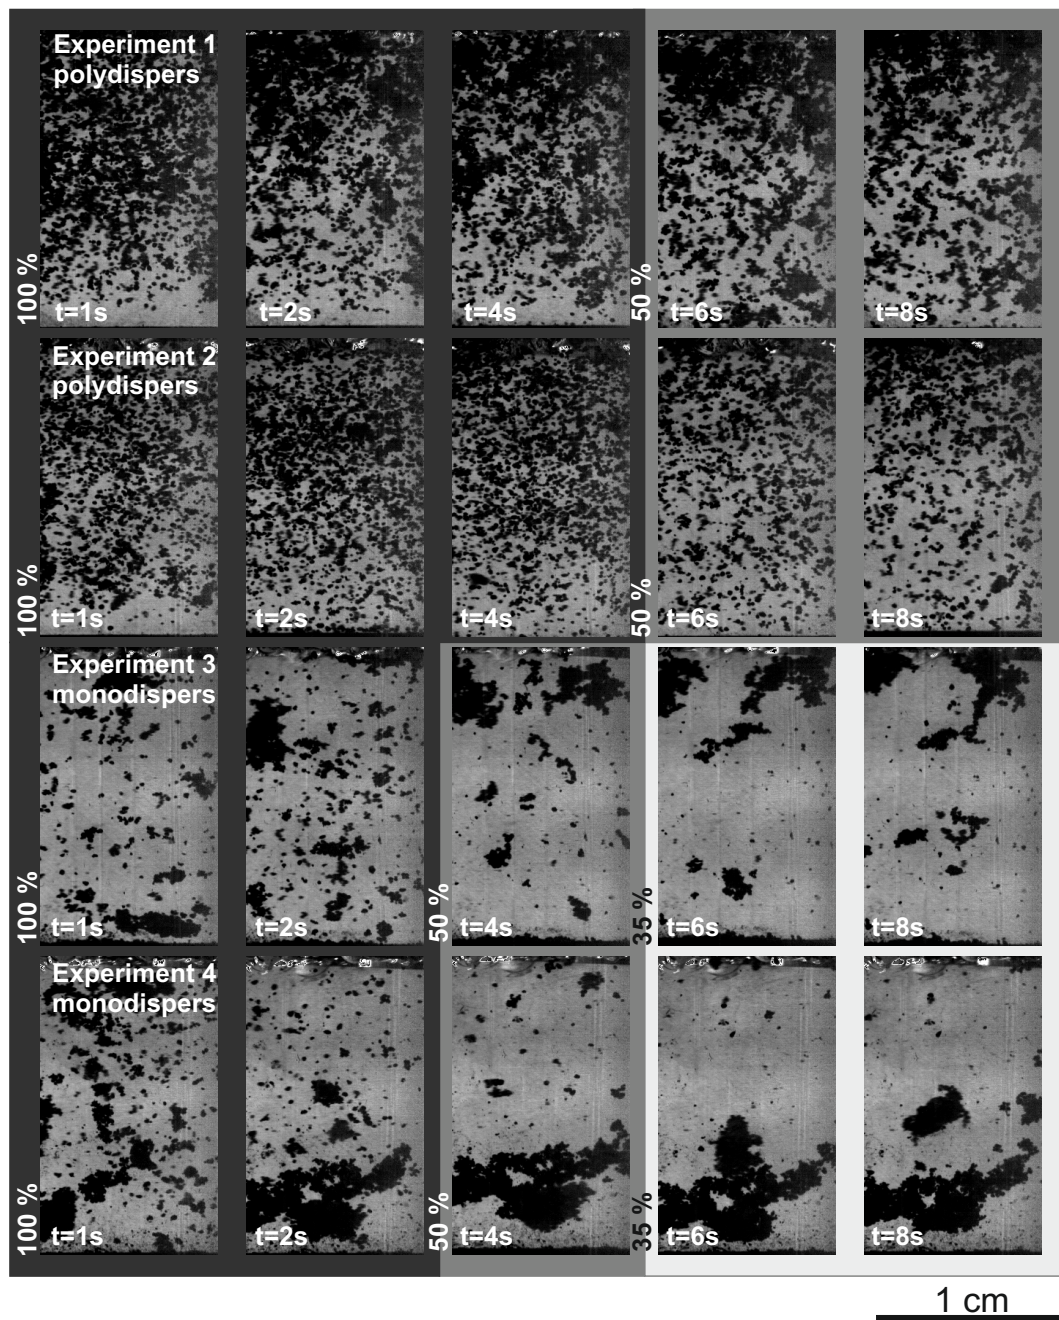 Experiment 1
polydispers
100 %
t=1s
t=2s
t=4s
50 %
t=6s
t=8s
Experiment 2
polydispers
100 %
t=1s
t=2s
t=4s
50 %
t=6s
t=8s
Experiment 3
monodispers
100 %
t=1s
t=2s
50 %
t=4s
35 %
t=6s
t=8s
Experiment 4
monodispers
100 %
t=1s
t=2s
50 %
t=4s
35 %
t=6s
t=8s
1 cm